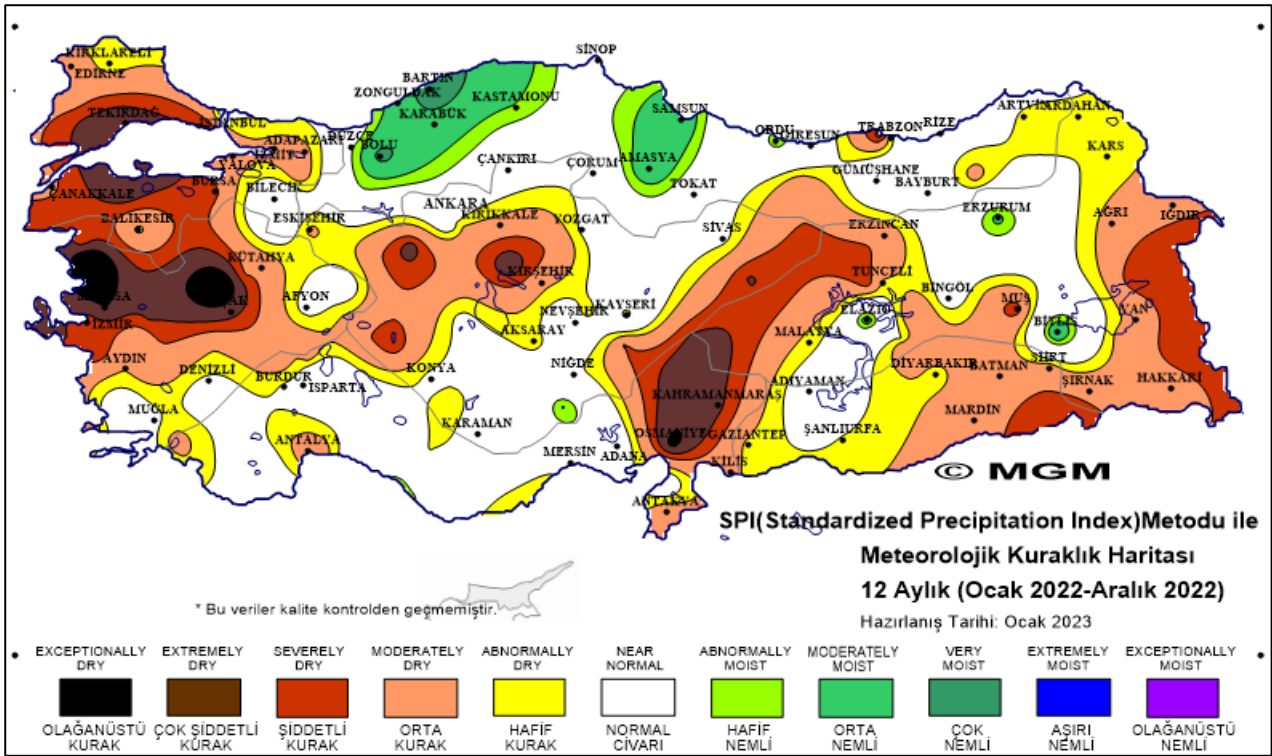 SİNOP
KIRKLARELİ
EDİRNE
BARTIN
ZONGULDAK
KASTAMONU
TEKİRDAĞ
KARABÜK
SAMSUN
ARTVİN ARDAHAN
İSTANBUL
DÜZCE
ORDU
GİRESUN
TRABZON
RİZE
ADAPAZARI
İZMİT
BOLU
KARS
YALOVA
ÇANKIRI
ÇORUM
AMASYA
GÜMÜŞHANE
ÇANAKKALE
BURSA
BİLECİK
TOKAT
BAYBURT
ANKARA
ERZURUM
BALIKESİR
ESKİŞEHİR
KIRIKKALE
YOZGAT
AĞRI
IĞDIR
SİVAS
ERZİNCAN
KÜTAHYA
KIRŞEHİR
TUNCELİ
AFYON
BİNGÖL
MUŞ
NEVŞEHİR
KAYSERİ
ELAZIĞ
VAN
İZMİR
AKSARAY
MALATYA
BİTLİS
AYDIN
DENİZLİ
BURDUR
ISPARTA
KONYA
NİĞDE
DİYARBAKIR
BATMAN
SİİRT
ŞIRNAK
HAKKARİ
ADIYAMAN
KAHRAMANMARAŞ
MUĞLA
KARAMAN
MARDİN
ANTALYA
OSMANİYE
GAZİANTEP
ŞANLIURFA
MERSİN
ADANA
KİLİS
ANTAKYA
© MGM
SPI(Standardized Precipitation Index)Metodu ile
Meteorolojik Kuraklık Haritası
12 Aylık (Ocak 2022-Aralık 2022)
Hazırlanış Tarihi: Ocak 2023
* Bu veriler kalite kontrolden geçmemiştir.
EXCEPTIONALLY DRY
EXTREMELY DRY
SEVERELY DRY
MODERATELY DRY
ABNORMALLY DRY
NEAR NORMAL
ABNORMALLY MOIST
MODERATELY MOIST
VERY MOIST
EXTREMELY MOIST
EXCEPTIONALLY MOIST
OLAĞANÜSTÜ KURAK
ÇOK ŞİDDETLİ KURAK
ŞİDDETLİ KURAK
ORTA KURAK
HAFİF KURAK
NORMAL CİVARI
HAFİF NEMLİ
ORTA NEMLİ
ÇOK NEMLİ
AŞIRI NEMLİ
OLAĞANÜSTÜ NEMLİ